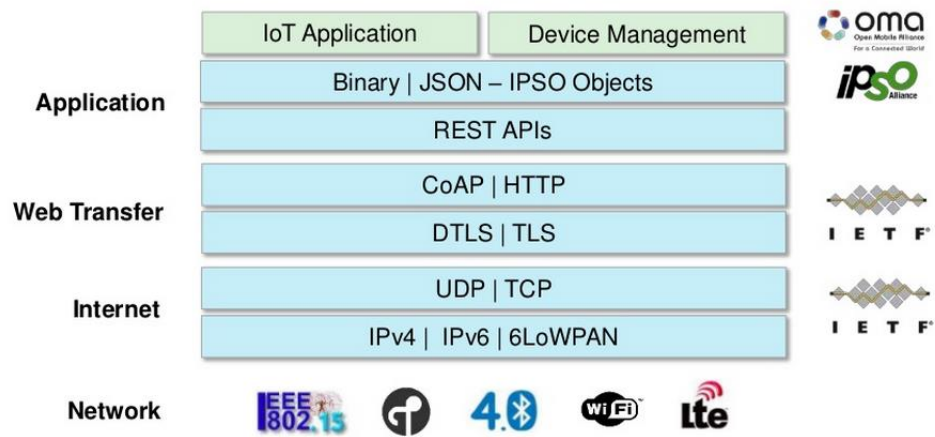 IoT Application
Device Management
oma
Open Mobile Alliance
For a Connected World
Binary | JSON – IPSO Objects
ipso
Alliance
Application
REST APIs
CoAP | HTTP
Web Transfer
DTLS | TLS
I E T F®
UDP | TCP
Internet
IPv4 | IPv6 | 6LoWPAN
I E T F®
Network
IEEE
802.15
4.0
Wi Fi
Lte